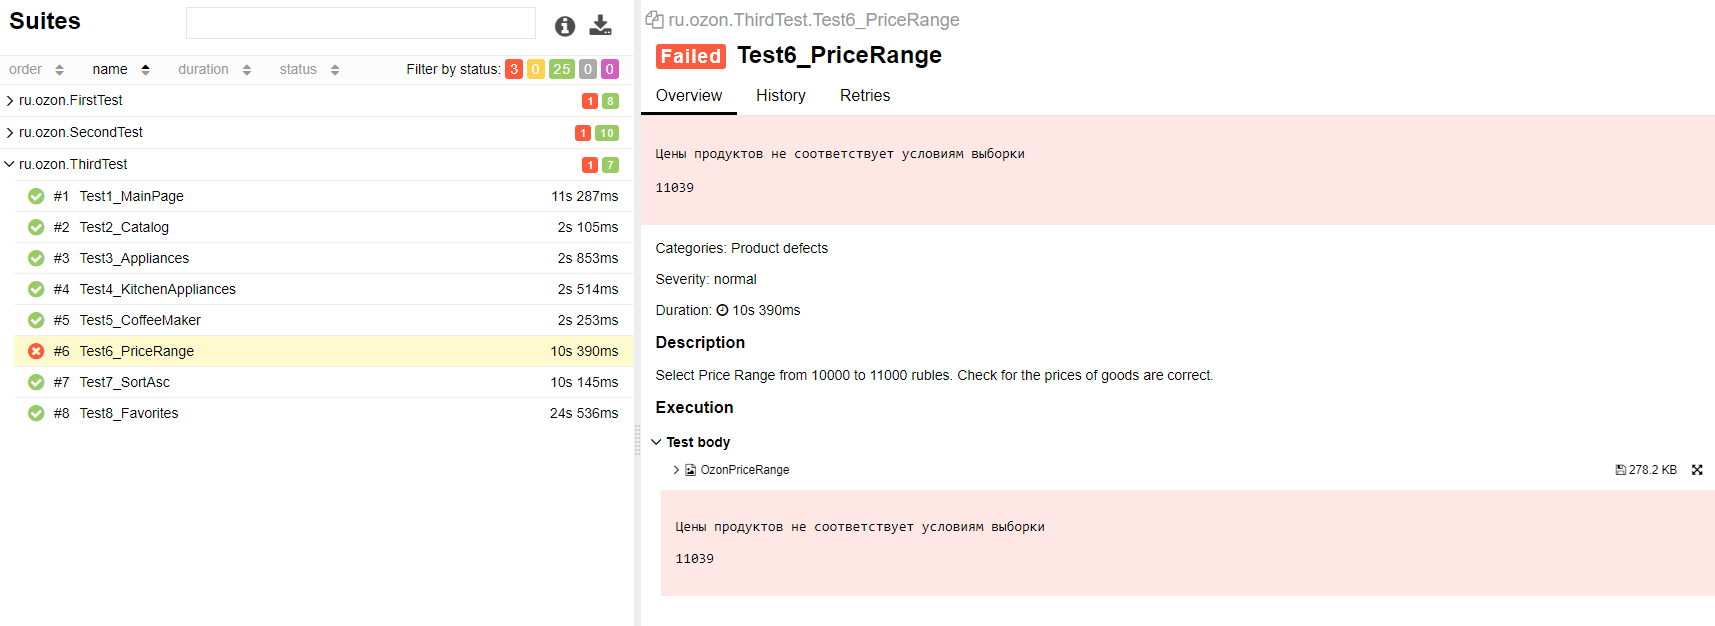 Suites
order name duration status Filter by status: 3 0 25 0 0
ru.ozon.FirstTest 1 8
ru.ozon.SecondTest 1 10
ru.ozon.ThirdTest 1 7
#1 Test1_MainPage 11s 287ms
#2 Test2_Catalog 2s 105ms
#3 Test3_Appliances 2s 853ms
#4 Test4_KitchenAppliances 2s 514ms
#5 Test5_CoffeeMaker 2s 253ms
#6 Test6_PriceRange 10s 390ms
#7 Test7_SortAsc 10s 145ms
#8 Test8_Favorites 24s 536ms
ru.ozon.ThirdTest.Test6_PriceRange
Failed Test6_PriceRange
Overview History Retries
Цены продуктов не соответствует условиям выборки
11039
Categories: Product defects
Severity: normal
Duration: 10s 390ms
Description
Select Price Range from 10000 to 11000 rubles. Check for the prices of goods are correct.
Execution
Test body
OzonPriceRange 278.2 KB
Цены продуктов не соответствует условиям выборки
11039